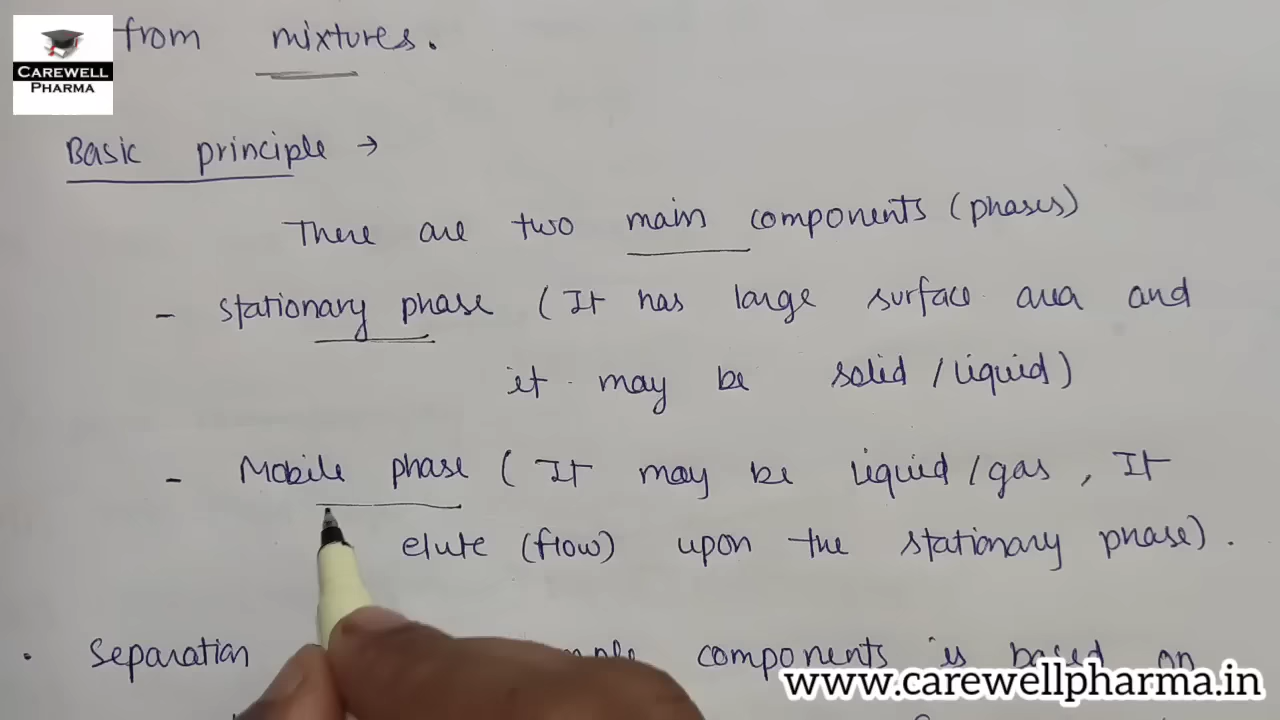 CAREWELL
PHARMA
from mixtures.
Basic principle →
There are two main components (phases)
- Stationary phase (It has large surface area and
it may be solid / liquid)
- Mobile phase (It may be liquid / gas, It
elute (flow) upon the stationary phase).
• Separation components is based on
www.carewellpharma.in